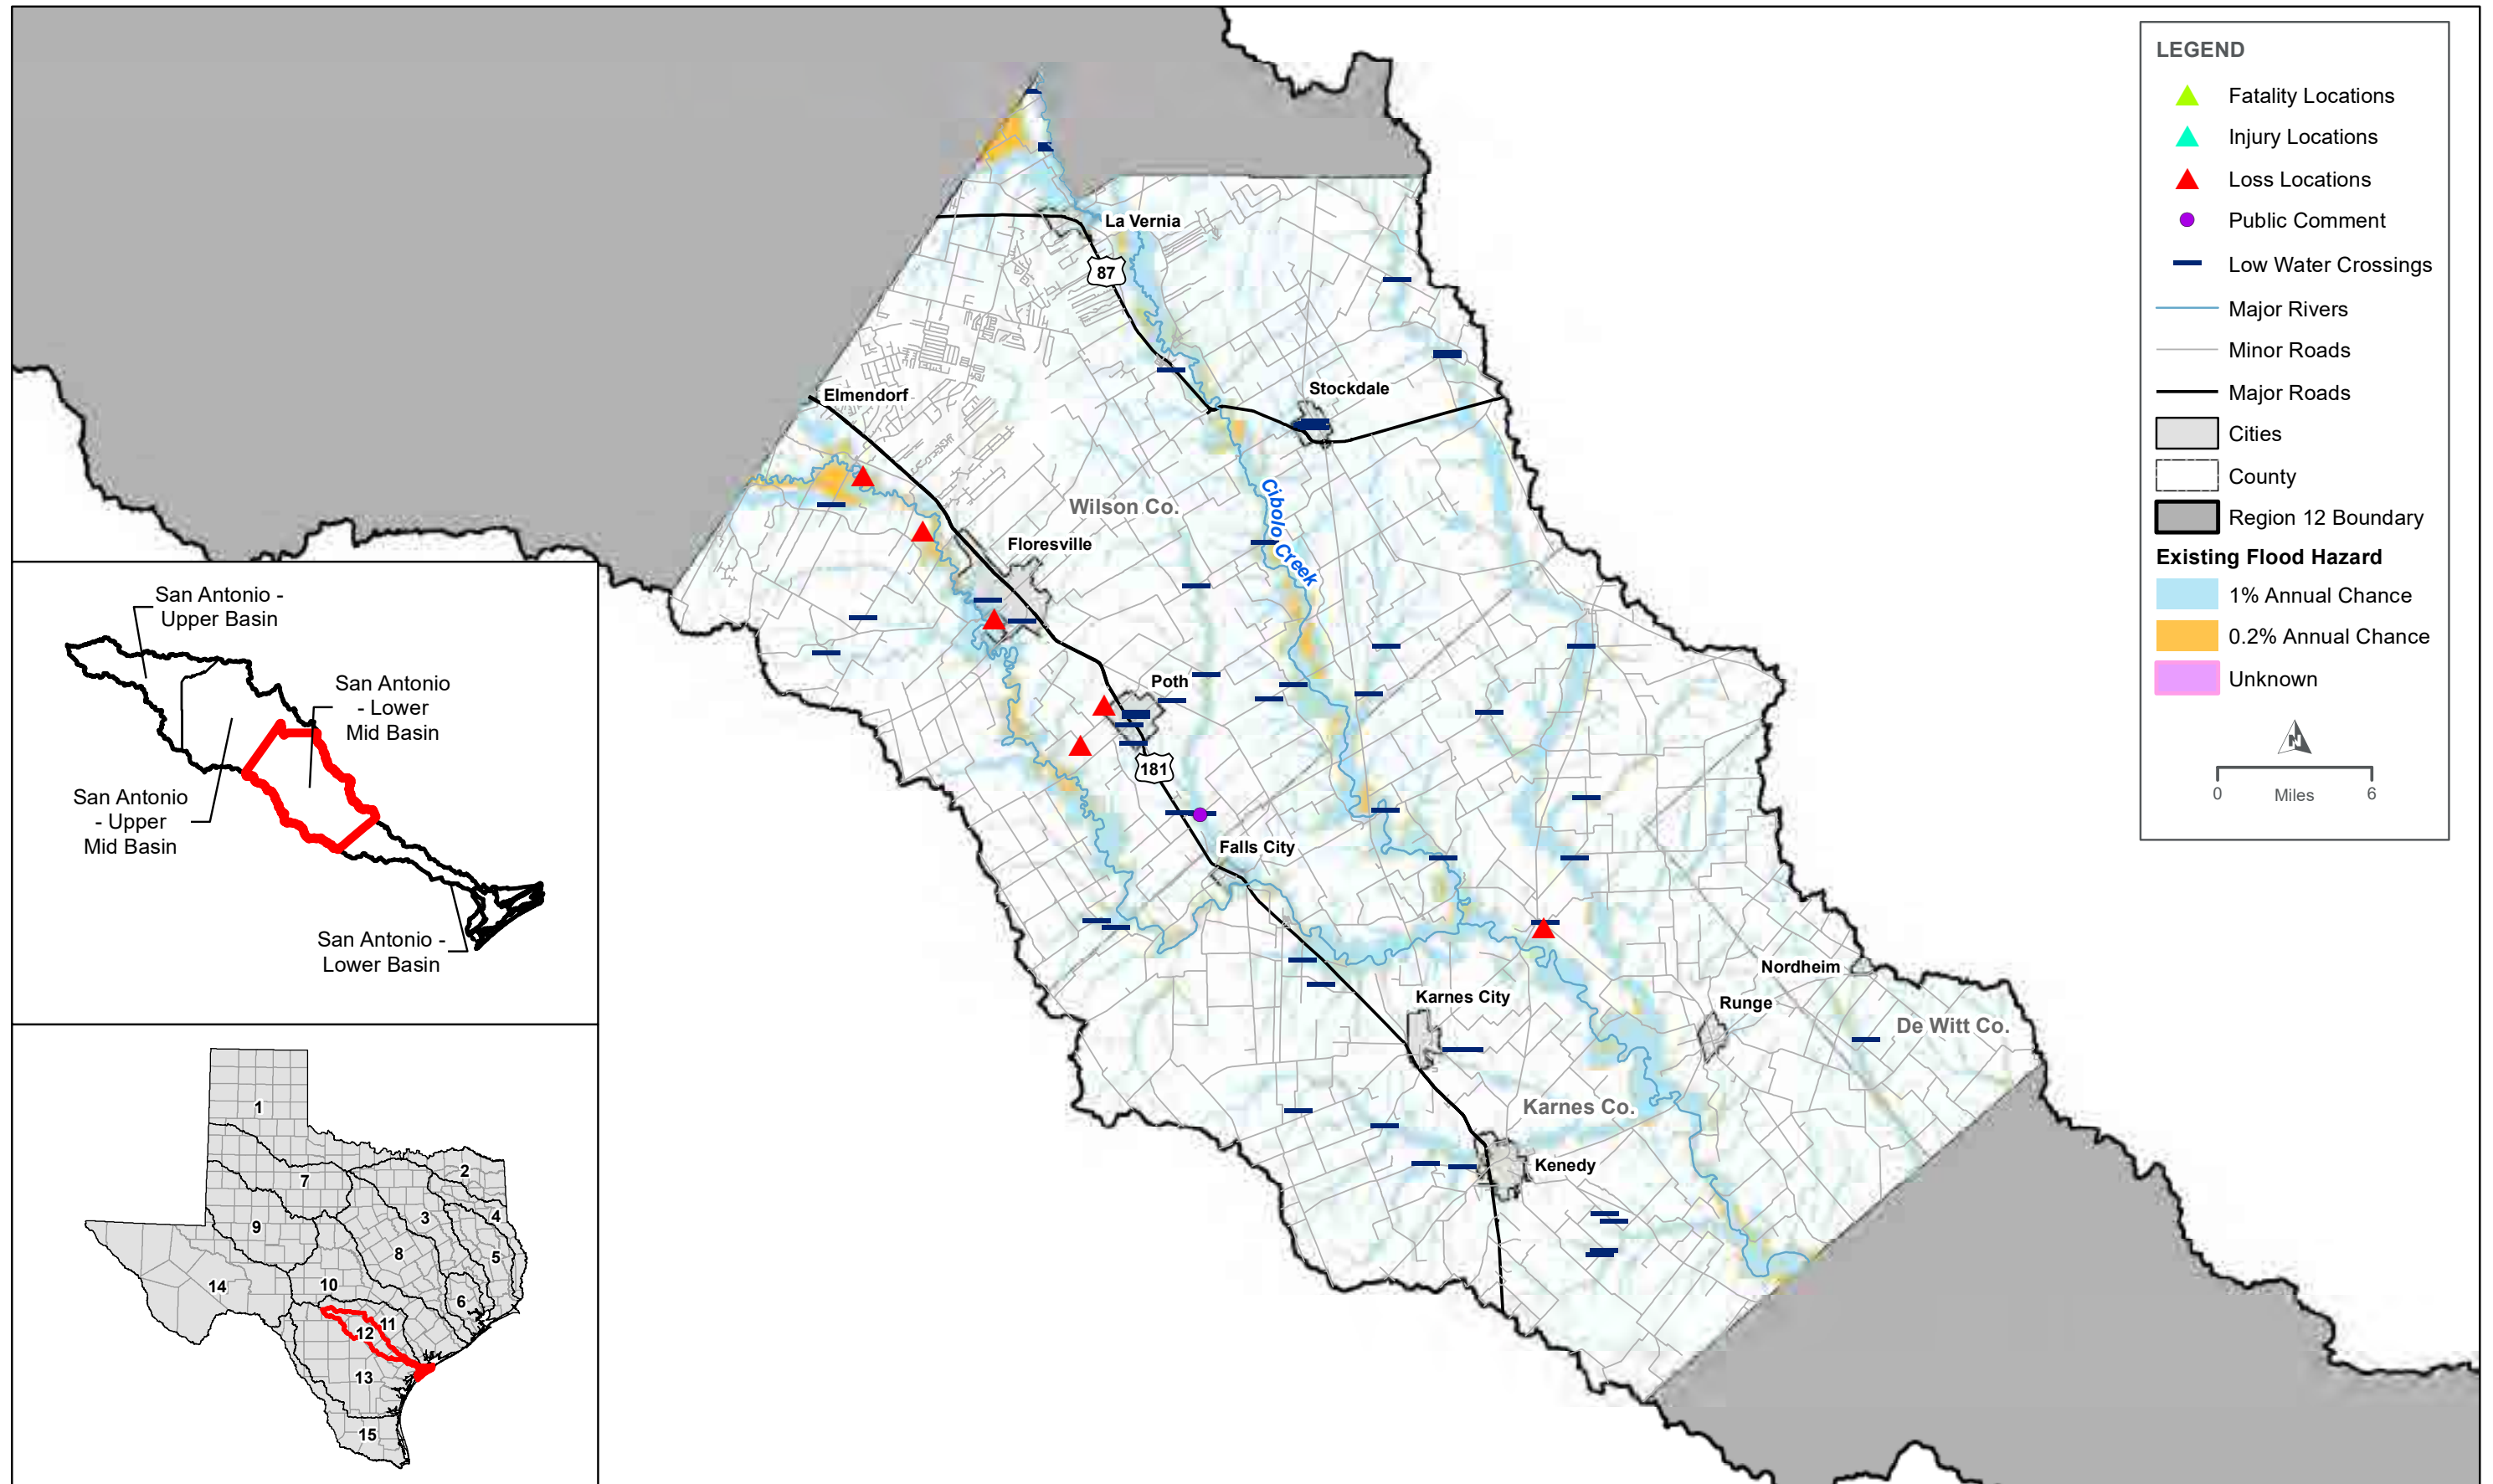 La Vernia
87
Elmendorf
Stockdale
Wilson Co.
Cibolo Creek
Floresville
Poth
181
Falls City
Nordheim
Karnes City
Runge
De Witt Co.
Karnes Co.
Kenedy
LEGEND
Fatality Locations
Injury Locations
Loss Locations
Public Comment
Low Water Crossings
Major Rivers
Minor Roads
Major Roads
Cities
County
Region 12 Boundary
Existing Flood Hazard
1% Annual Chance
0.2% Annual Chance
Unknown
N
0
Miles
6
San Antonio -
Upper Basin
San Antonio
- Lower
Mid Basin
San Antonio
- Upper
Mid Basin
San Antonio -
Lower Basin
1
2
7
3
4
9
8
5
14
10
6
11
12
13
15